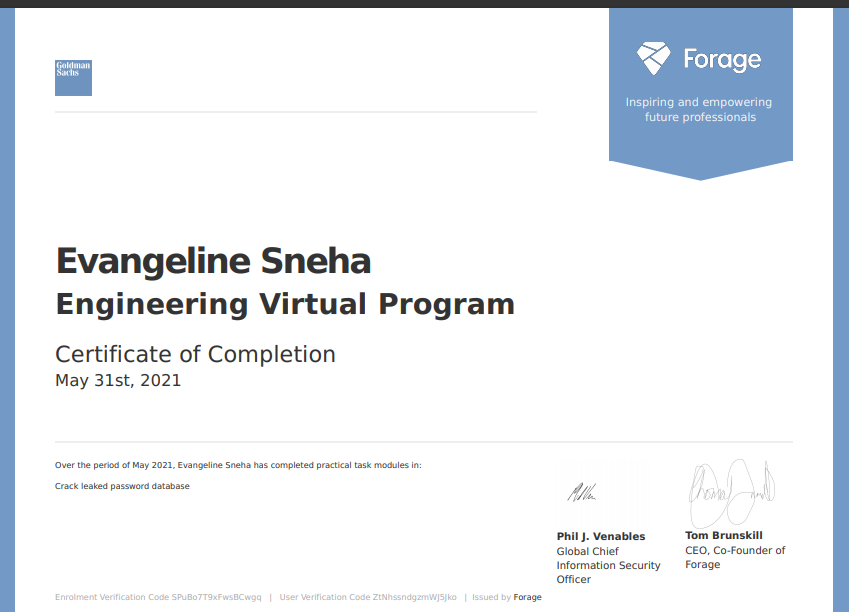 Goldman
Sachs
Forage
Inspiring and empowering
future professionals
Evangeline Sneha
Engineering Virtual Program
Certificate of Completion
May 31st, 2021
Over the period of May 2021, Evangeline Sneha has completed practical task modules in:
Crack leaked password database
Phil J. Venables
Global Chief
Information Security
Officer
Tom Brunskill
CEO, Co-Founder of
Forage
Enrolment Verification Code SPuBo7T9xFwsBCwgq | User Verification Code ZtNhssndgzmWJ5Jko | Issued by Forage